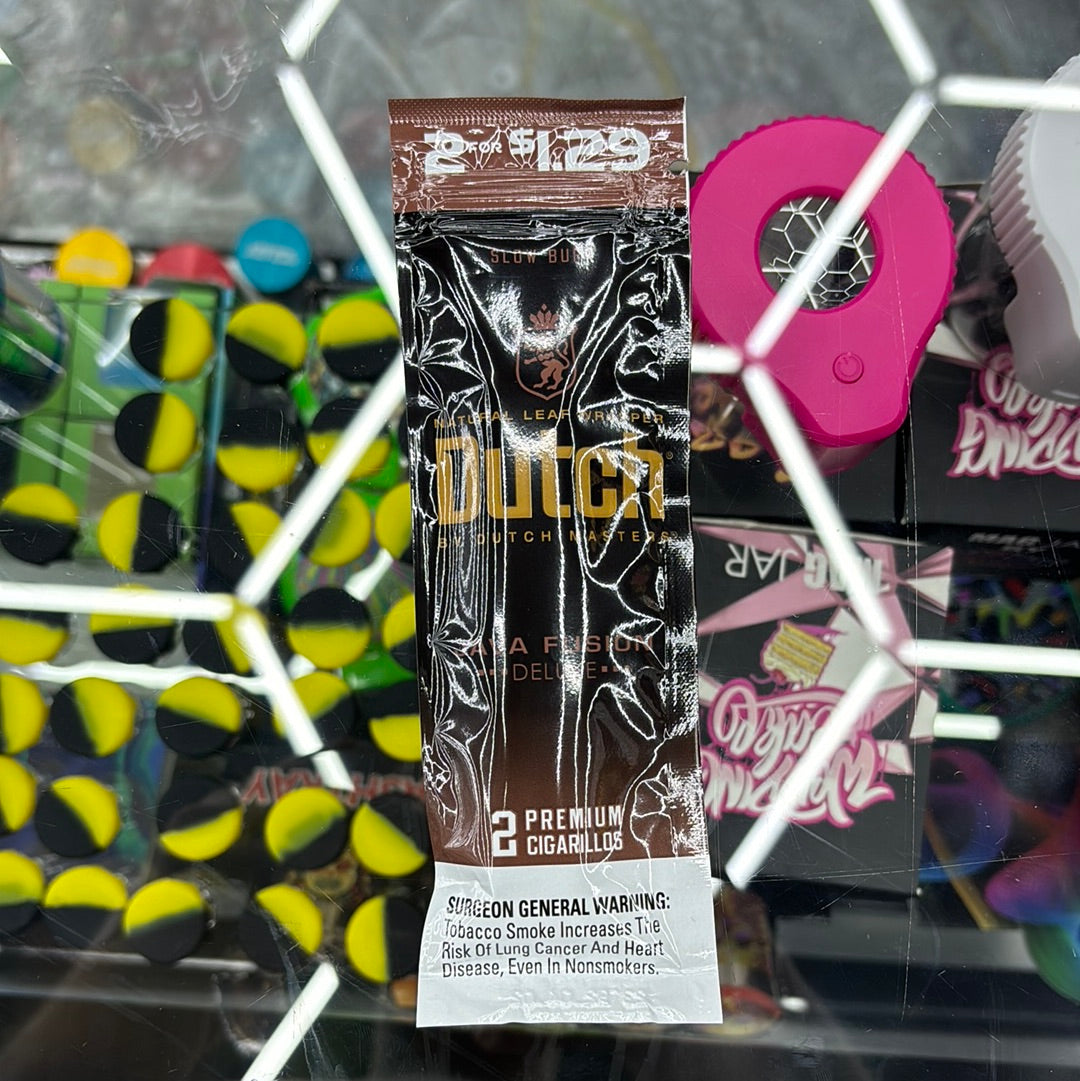 2 FOR $1.29
SLOW
NATURAL LEAF WRAPPER
Dutch®
BY DUTCH MASTERS
FUSION
DELUXE
2 PREMIUM
CIGARILLOS
SURGEON GENERAL WARNING:
Tobacco Smoke Increases The
Risk Of Lung Cancer And Heart
Disease, Even In Nonsmokers.
MAG JAR